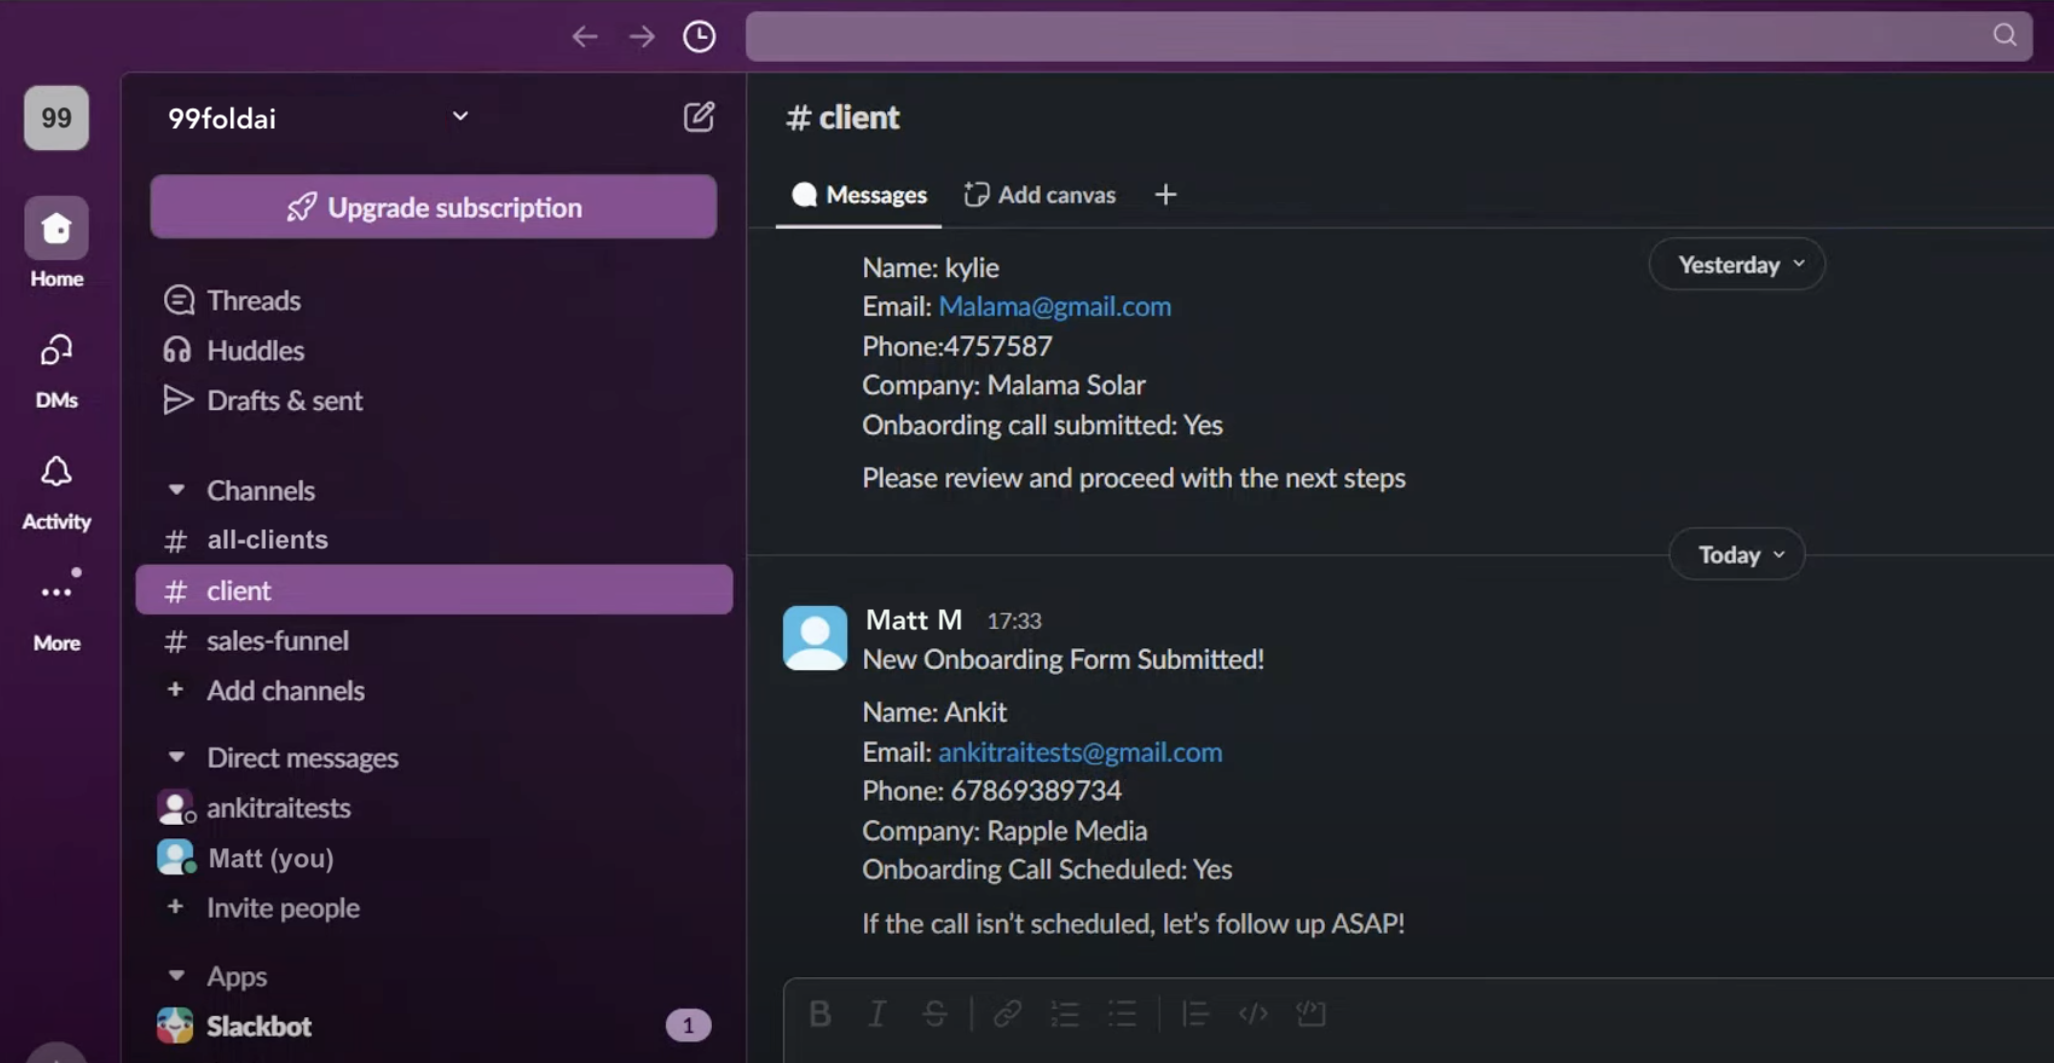 99
99foldai
Upgrade subscription
Home
Threads
Huddles
DMs
Drafts & sent
Activity
Channels
# all-clients
# client
More
# sales-funnel
+ Add channels
Direct messages
ankitraitests
Matt (you)
+ Invite people
Apps
Slackbot 1
# client
Messages Add canvas +
Yesterday
Name: kylie
Email: Malama@gmail.com
Phone:4757587
Company: Malama Solar
Onbaording call submitted: Yes
Please review and proceed with the next steps
Today
Matt M 17:33
New Onboarding Form Submitted!
Name: Ankit
Email: ankitraitests@gmail.com
Phone: 67869389734
Company: Rapple Media
Onboarding Call Scheduled: Yes
If the call isn't scheduled, let's follow up ASAP!
B I S